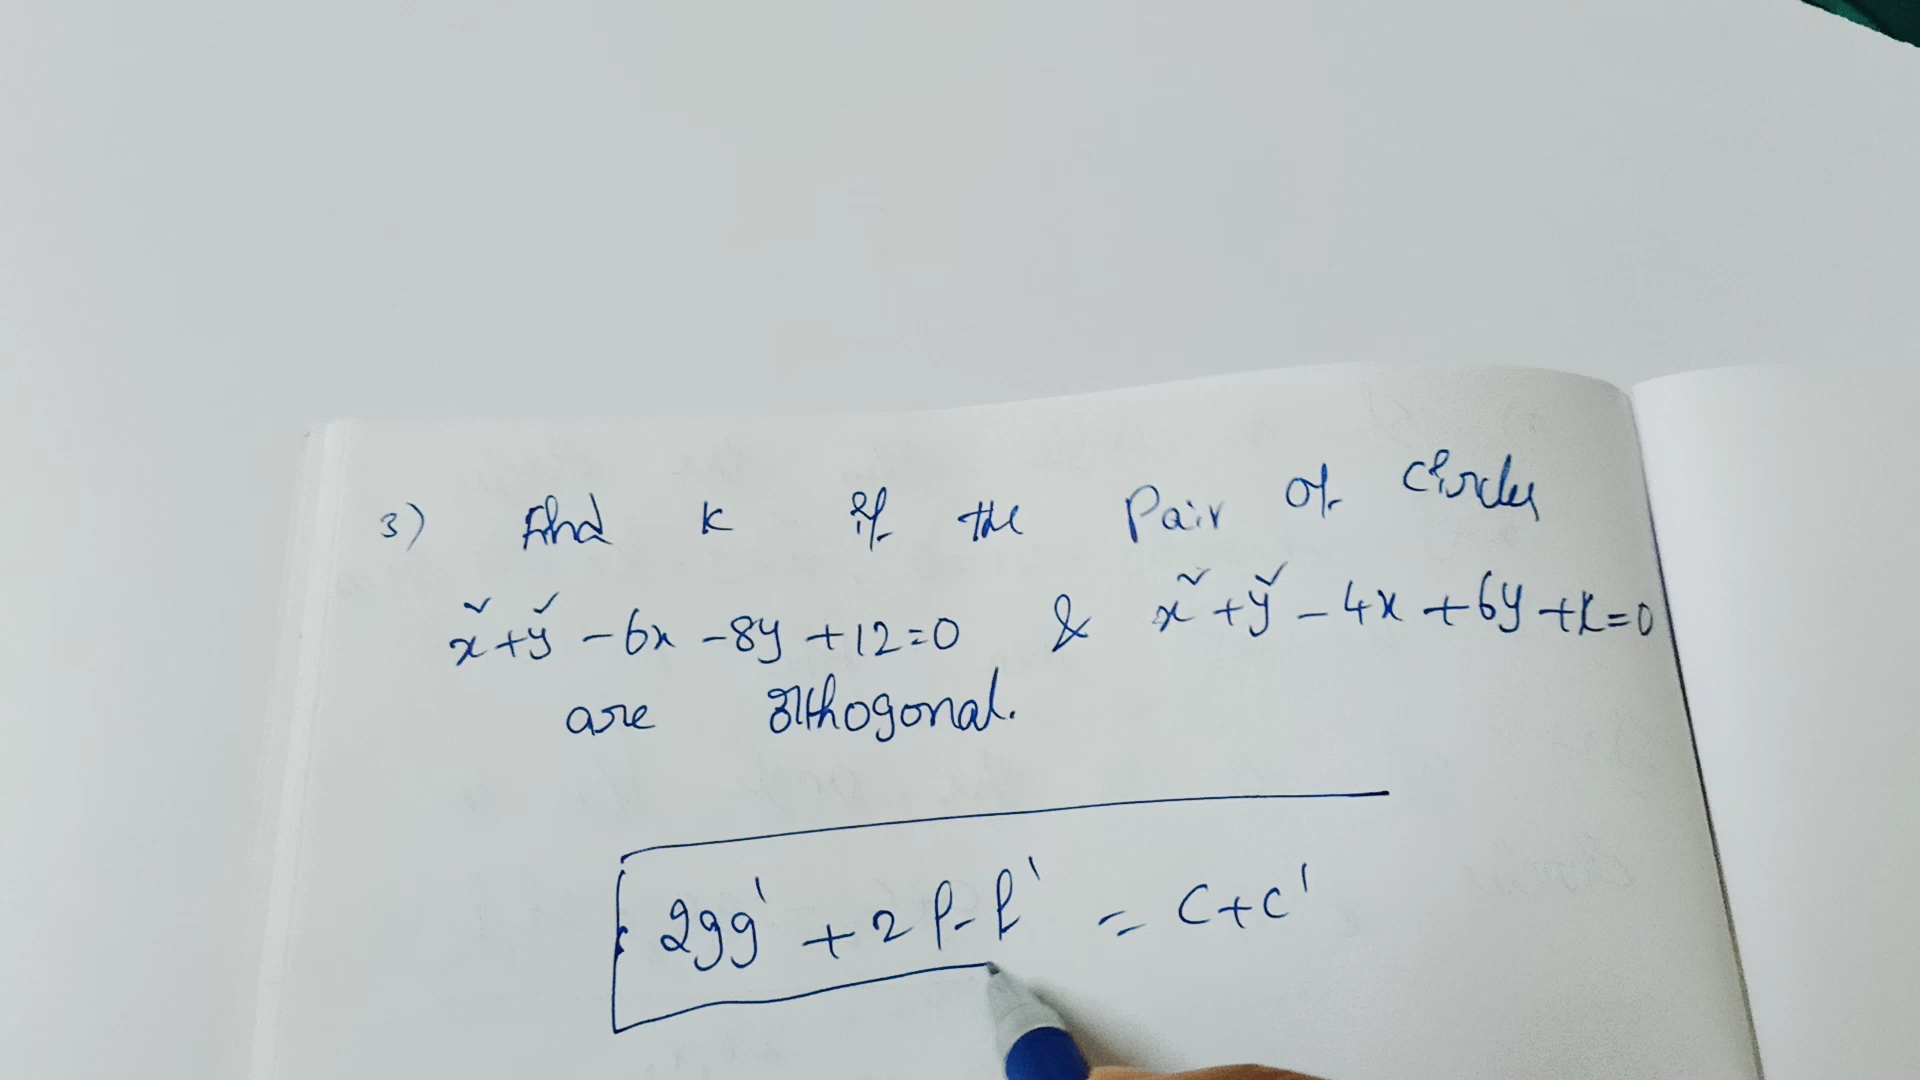 3) Find k if the Pair of circles
x²+y² -6x -8y +12=0 & x²+y² -4x +6y +k=0
are orthogonal.
2gg' + 2ff' = c+c'